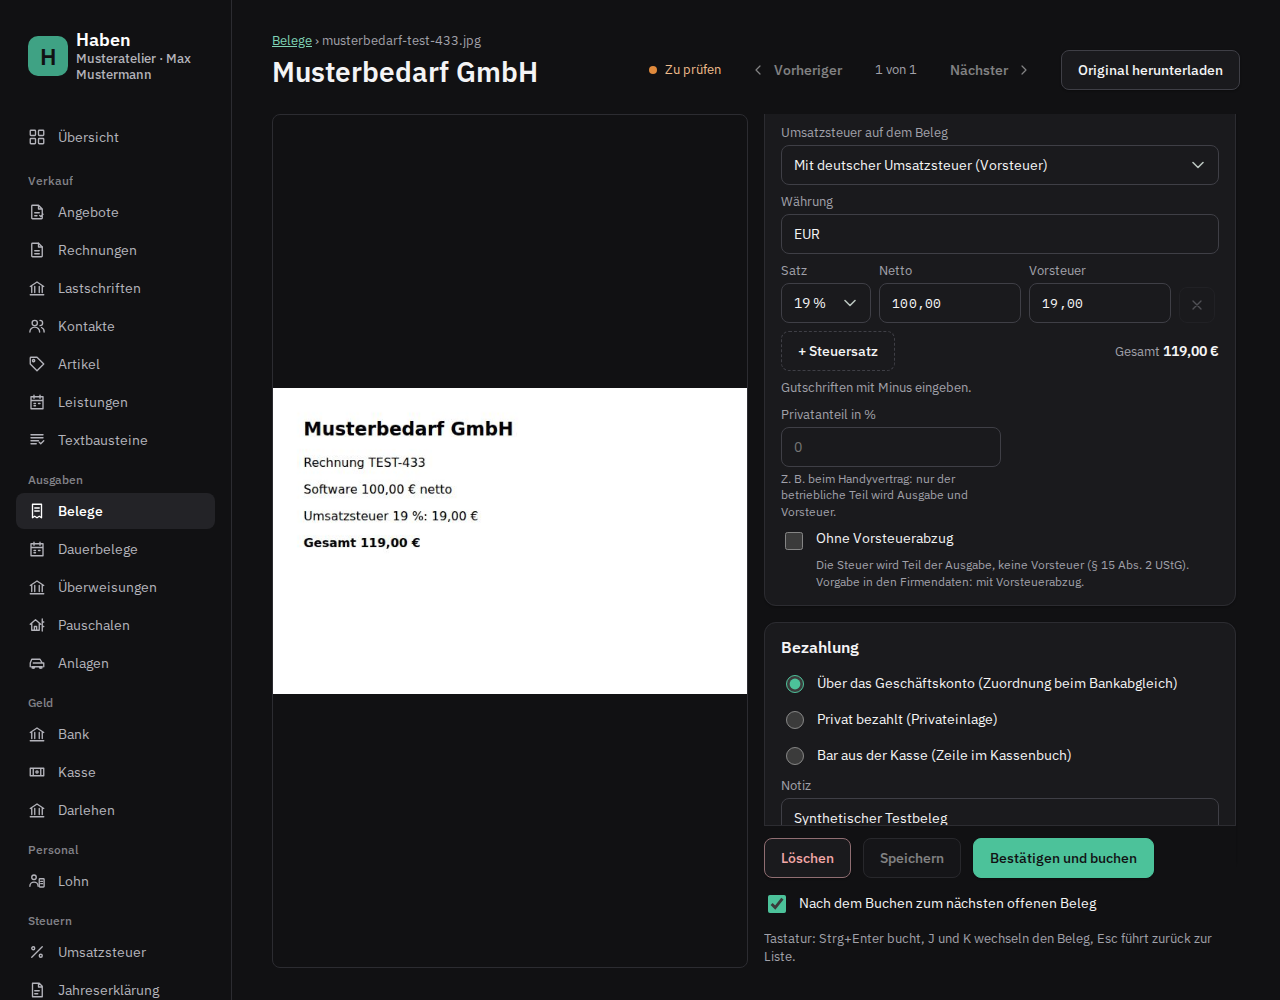 H
Haben
Musteratelier · Max
Mustermann
Übersicht
Verkauf
Angebote
Rechnungen
Lastschriften
Kontakte
Artikel
Leistungen
Textbausteine
Ausgaben
Belege
Dauerbelege
Überweisungen
Pauschalen
Anlagen
Geld
Bank
Kasse
Darlehen
Personal
Lohn
Steuern
Umsatzsteuer
Jahreserklärung
Belege › musterbedarf-test-433.jpg
Musterbedarf GmbH
Zu prüfen
Vorheriger
1 von 1
Nächster
Original herunterladen
Musterbedarf GmbH
Rechnung TEST-433
Software 100,00 € netto
Umsatzsteuer 19 %: 19,00 €
Gesamt 119,00 €
Umsatzsteuer auf dem Beleg
Mit deutscher Umsatzsteuer (Vorsteuer)
Währung
EUR
Satz Netto Vorsteuer
19 % 100,00 19,00
+ Steuersatz
Gesamt 119,00 €
Gutschriften mit Minus eingeben.
Privatanteil in %
0
Z. B. beim Handyvertrag: nur der
betriebliche Teil wird Ausgabe und
Vorsteuer.
Ohne Vorsteuerabzug
Die Steuer wird Teil der Ausgabe, keine Vorsteuer (§ 15 Abs. 2 UStG).
Vorgabe in den Firmendaten: mit Vorsteuerabzug.
Bezahlung
Über das Geschäftskonto (Zuordnung beim Bankabgleich)
Privat bezahlt (Privateinlage)
Bar aus der Kasse (Zeile im Kassenbuch)
Notiz
Synthetischer Testbeleg
Löschen
Speichern
Bestätigen und buchen
Nach dem Buchen zum nächsten offenen Beleg
Tastatur: Strg+Enter bucht, J und K wechseln den Beleg, Esc führt zurück zur
Liste.